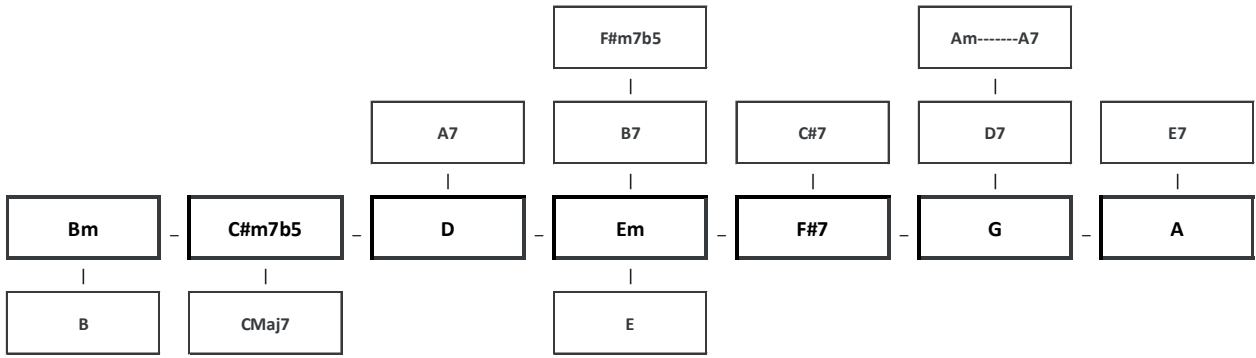 F#m7b5 Am-------A7
| |
A7 B7 C#7 D7 E7
| | | | |
Bm _ C#m7b5 _ D _ Em _ F#7 _ G _ A
| | |
B CMaj7 E